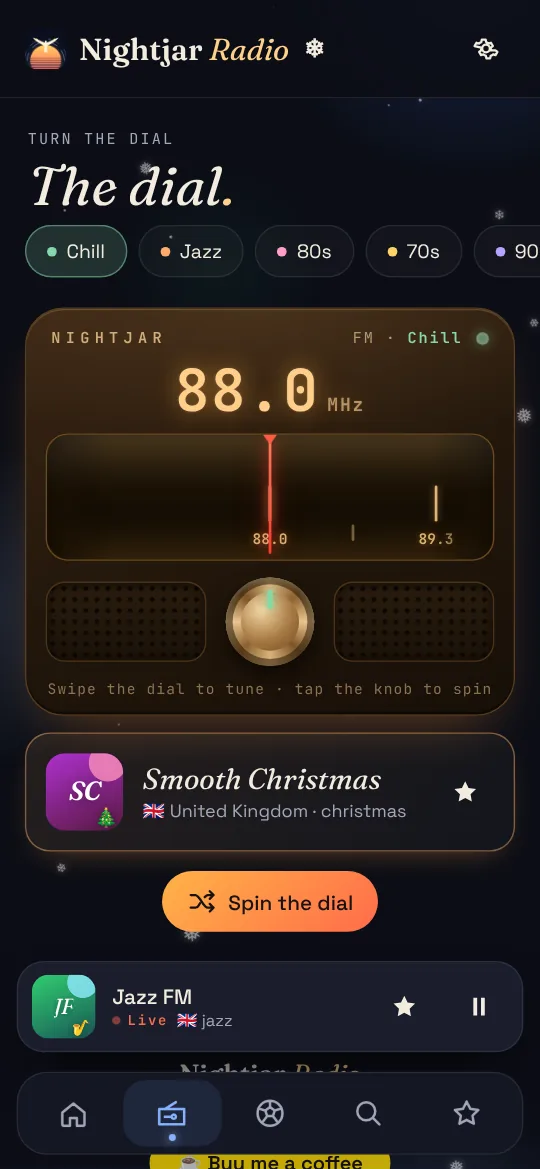 Nightjar Radio
TURN THE DIAL
The dial.
Chill
Jazz
80s
70s
90
NIGHTJAR
FM · Chill
88.0 MHz
88.0
89.3
Swipe the dial to tune · tap the knob to spin
SC
Smooth Christmas
United Kingdom · christmas
Spin the dial
JF
Jazz FM
Live jazz
Nightjar Radio
Buy me a coffee